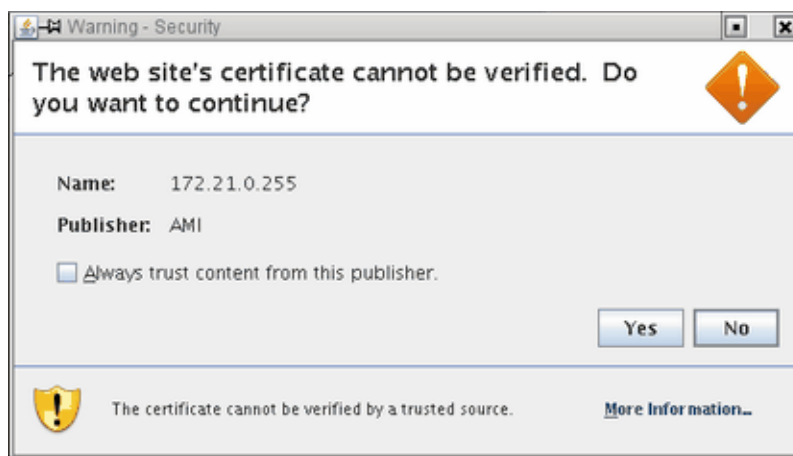 Warning - Security
The web site's certificate cannot be verified. Do
you want to continue?
Name: 172.21.0.255
Publisher: AMI
Always trust content from this publisher.
Yes No
The certificate cannot be verified by a trusted source. More Information...